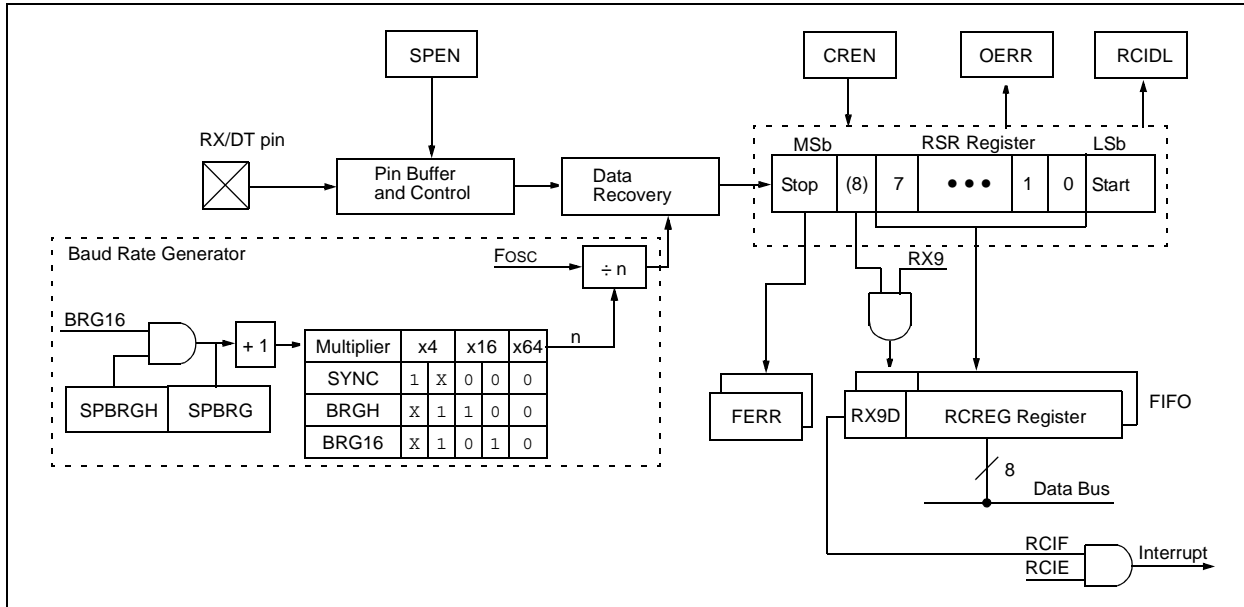 SPEN
CREN
OERR
RCIDL
RX/DT pin
Pin Buffer
and Control
Data
Recovery
MSb
RSR Register
LSb
Stop (8) 7 ••• 1 0 Start
Baud Rate Generator
FOSC
÷ n
RX9
BRG16
+ 1
n
Multiplier x4 x16 x64
SYNC 1 X 0 0 0
BRGH X 1 1 0 0
BRG16 X 1 0 1 0
SPBRGH SPBRG
FERR
RX9D RCREG Register
FIFO
8
Data Bus
RCIF
RCIE
Interrupt